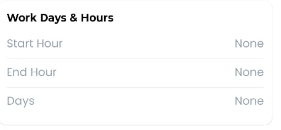 Work Days & Hours
Start Hour None
End Hour None
Days None